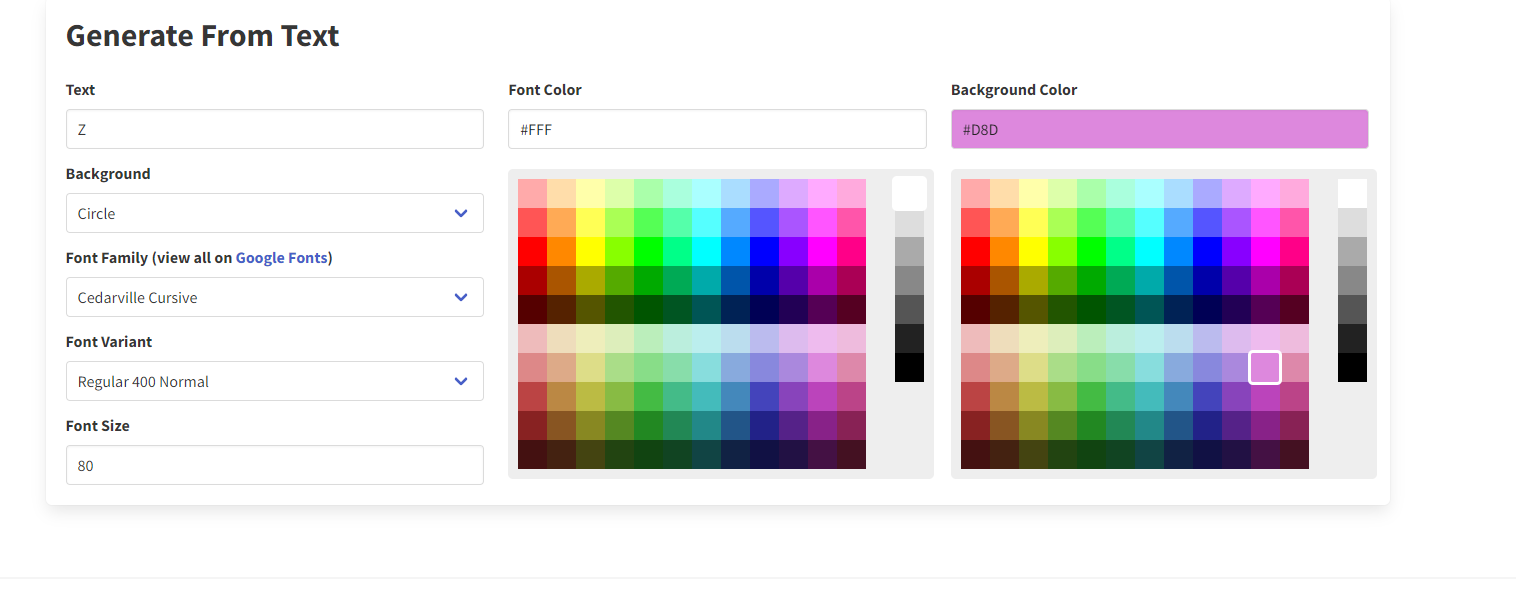 Generate From Text
Text
Z
Background
Circle
Font Family (view all on Google Fonts)
Cedarville Cursive
Font Variant
Regular 400 Normal
Font Size
80
Font Color
#FFF
Background Color
#D8D